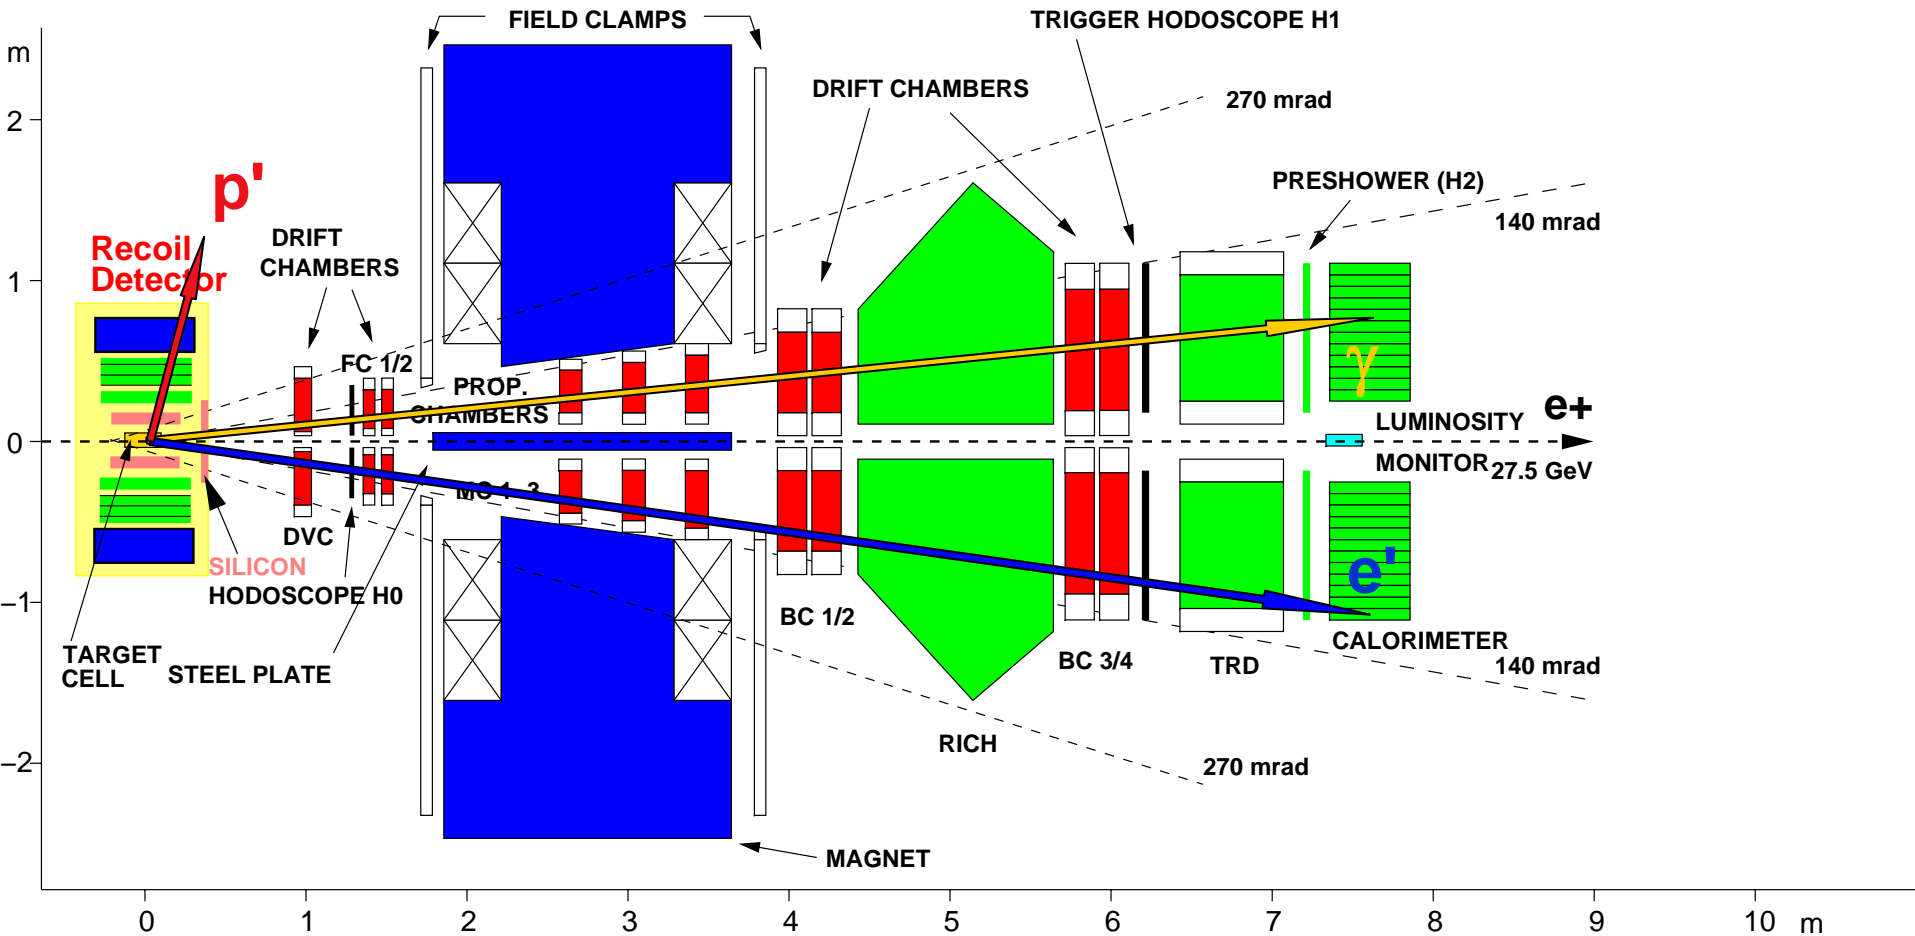 FIELD CLAMPS
TRIGGER HODOSCOPE H1
m
DRIFT CHAMBERS
270 mrad
2
p'
PRESHOWER (H2)
140 mrad
Recoil
Detector
DRIFT
CHAMBERS
1
FC 1/2
PROP.
CHAMBERS
γ
LUMINOSITY
e+
0
MONITOR
27.5 GeV
MC 1-3
DVC
SILICON
HODOSCOPE H0
e'
−1
BC 1/2
TARGET
CELL
STEEL PLATE
BC 3/4
TRD
CALORIMETER
140 mrad
RICH
270 mrad
−2
MAGNET
0 1 2 3 4 5 6 7 8 9 10 m